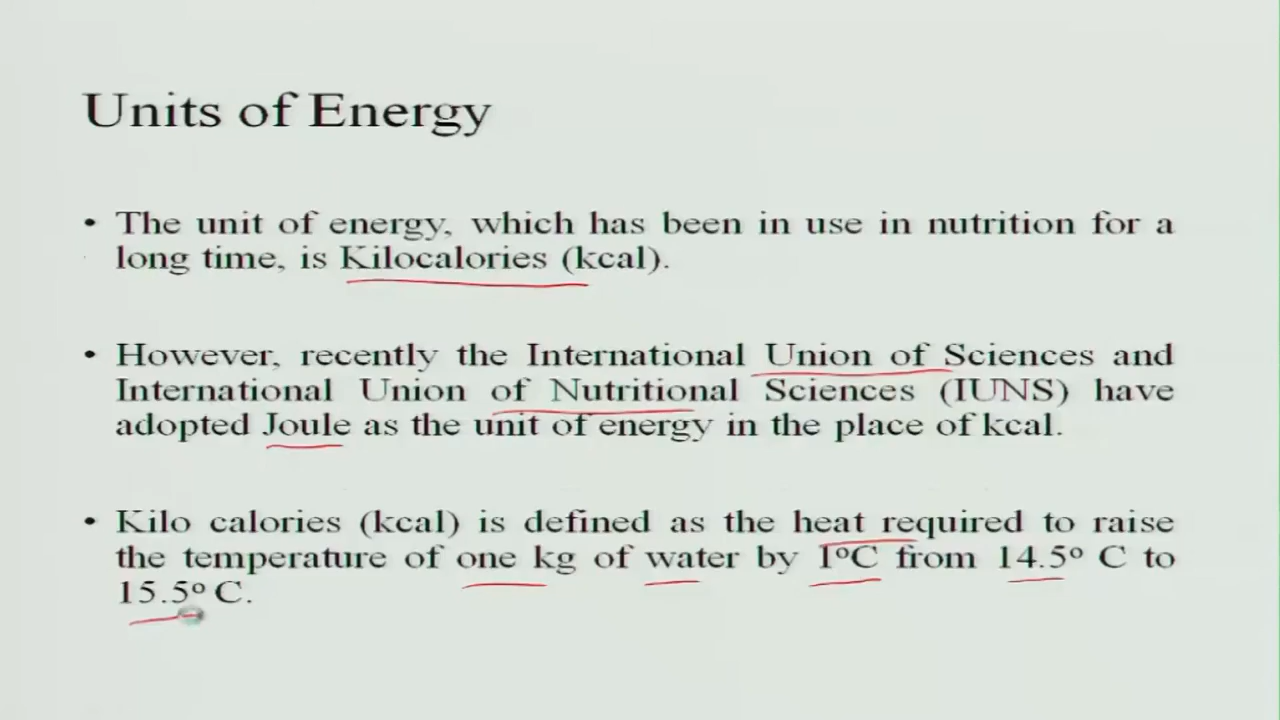 Units of Energy
• The unit of energy, which has been in use in nutrition for a
long time, is Kilocalories (kcal).
• However, recently the International Union of Sciences and
International Union of Nutritional Sciences (IUNS) have
adopted Joule as the unit of energy in the place of kcal.
• Kilo calories (kcal) is defined as the heat required to raise
the temperature of one kg of water by 1ºC from 14.5º C to
15.5º C.